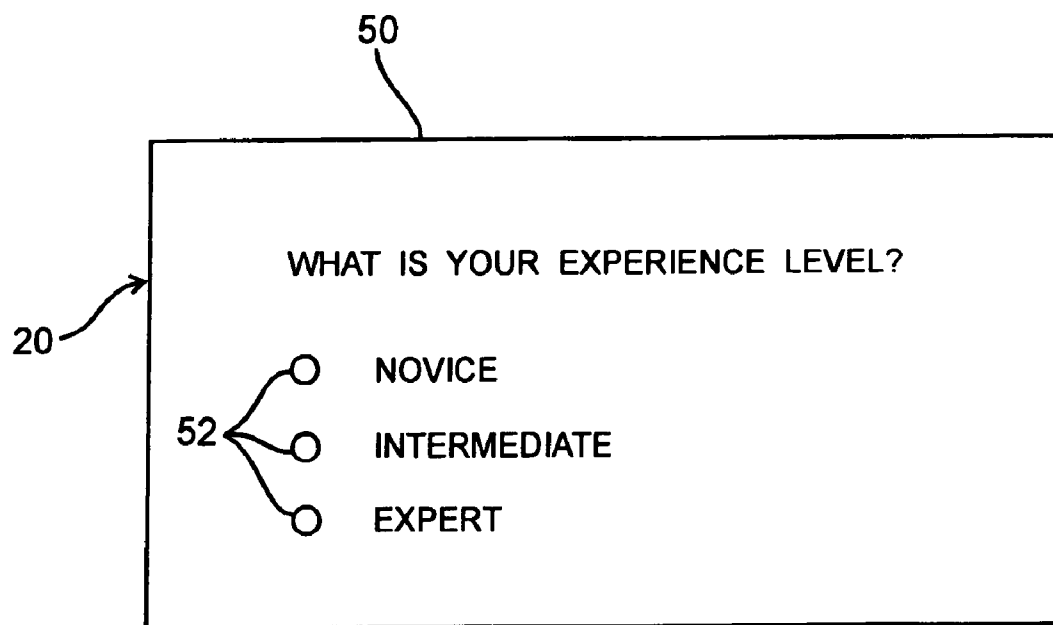 50
WHAT IS YOUR EXPERIENCE LEVEL?
20
NOVICE
52
INTERMEDIATE
EXPERT